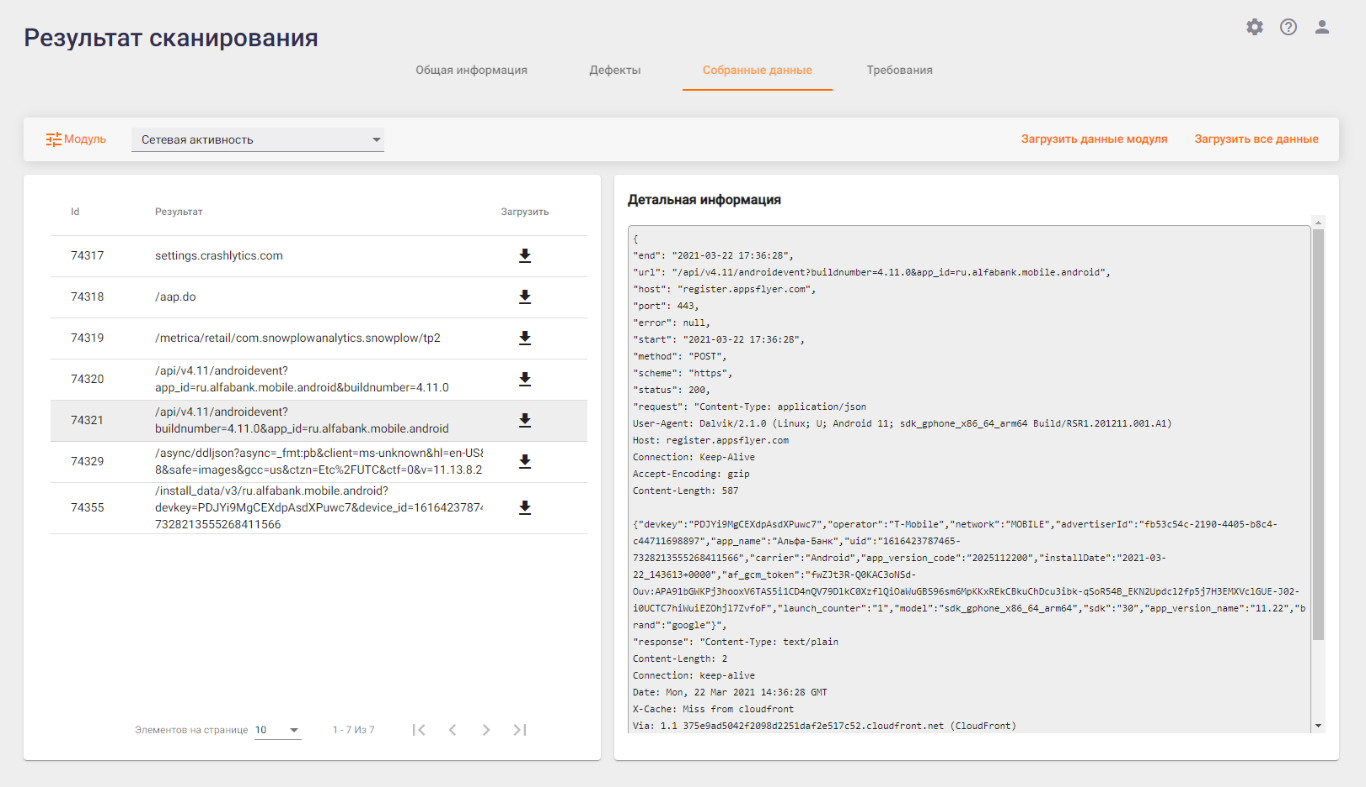 Результат сканирования
Общая информация
Дефекты
Собранные данные
Требования
Модуль
Сетевая активность
Загрузить данные модуля
Загрузить все данные
Id
Результат
Загрузить
74317
settings.crashlytics.com
74318
/aap.do
74319
/metrica/retail/com.snowplowanalytics.snowplow/tp2
74320
/api/v4.11/androidevent?
app_id=ru.alfabank.mobile.android&buildnumber=4.11.0
74321
/api/v4.11/androidevent?
buildnumber=4.11.0&app_id=ru.alfabank.mobile.android
74329
/async/ddljson?async=_fmt:pb&client=ms-unknown&hl=en-US&
8&safe=images&gcc=us&ctzn=Etc%2FUTC&ctf=0&v=11.13.8.2
74355
/install_data/v3/ru.alfabank.mobile.android?
devkey=PDJYi9MgCEXdpAsdXPuwc7&device_id=16164237874
7328213555268411566
Элементов на странице
10
1 - 7 Из 7
Детальная информация
{
"end": "2021-03-22 17:36:28",
"url": "/api/v4.11/androidevent?buildnumber=4.11.0&app_id=ru.alfabank.mobile.android",
"host": "register.appsflyer.com",
"port": 443,
"error": null,
"start": "2021-03-22 17:36:28",
"method": "POST",
"scheme": "https",
"status": 200,
"request": "Content-Type: application/json
User-Agent: Dalvik/2.1.0 (Linux; U; Android 11; sdk_gphone_x86_64_arm64 Build/RSR1.201211.001.A1)
Host: register.appsflyer.com
Connection: Keep-Alive
Accept-Encoding: gzip
Content-Length: 587
{"devkey":"PDJYi9MgCEXdpAsdXPuwc7","operator":"T-Mobile","network":"MOBILE","advertiserId":"fb53c54c-2190-4405-b8c4-
c44711698897","app_name":"Альфа-Банк","uid":"1616423787465-
7328213555268411566","carrier":"Android","app_version_code":"2025112200","installDate":"2021-03-
22_143613+0000","af_gcm_token":"fwZJt3R-Q0KAC3oNSd-
Ouv:APA91bGWKPj3hooxV6TAS5i1CD4nQV79DlkC0XzflQiOaWuGBS96sm6MpKKxREkCBkuChDcu3ibk-qSoR54B_EKN2Updcl2fp5j7H3EMXVclGUE-J02-
i0UCTC7hiWuiEZOhjl7ZvfoF","launch_counter":"1","model":"sdk_gphone_x86_64_arm64","sdk":"30","app_version_name":"11.22","b
rand":"google"}",
"response": "Content-Type: text/plain
Content-Length: 2
Connection: keep-alive
Date: Mon, 22 Mar 2021 14:36:28 GMT
X-Cache: Miss from cloudfront
Via: 1.1 375e9ad5042f2098d2251daf2e517c52.cloudfront.net (CloudFront)